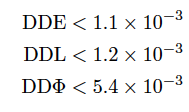 DDE < 1.1 × 10⁻³
DDL < 1.2 × 10⁻³
DDΦ < 5.4 × 10⁻³